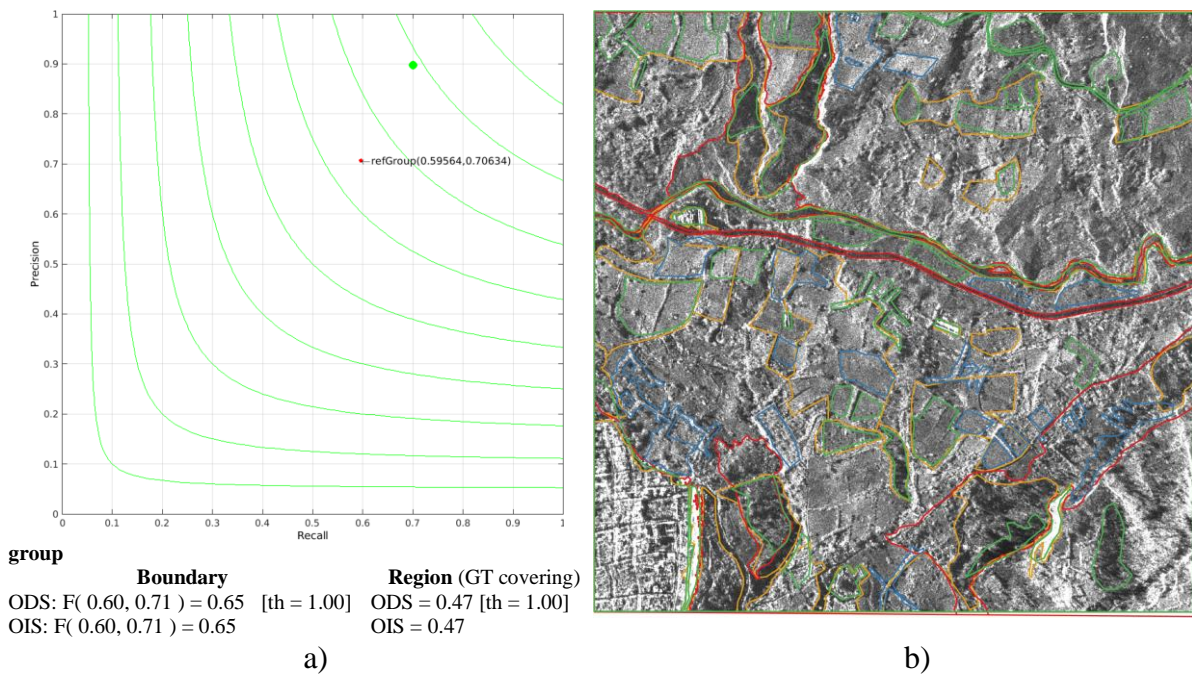 1
0.9
0.8
0.7
0.6
0.5
0.4
0.3
0.2
0.1
0
Precision
refGroup(0.59564,0.70634)
0 0.1 0.2 0.3 0.4 0.5 0.6 0.7 0.8 0.9 1
Recall
group
Boundary Region (GT covering)
ODS: F( 0.60, 0.71 ) = 0.65 [th = 1.00] ODS = 0.47 [th = 1.00]
OIS: F( 0.60, 0.71 ) = 0.65 OIS = 0.47
a) b)